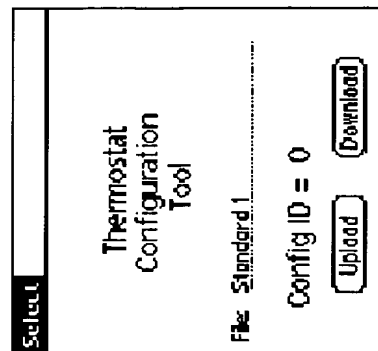 Select
Thermostat
Configuration
Tool
File: Standard 1
Config ID = 0
Upload Download